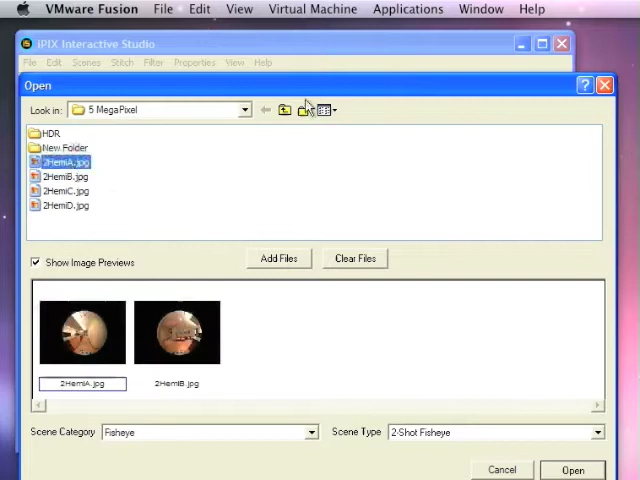 VMware Fusion File Edit View Virtual Machine Applications Window Help
iPIX Interactive Studio
File Edit Scenes Stitch Filter Properties View Help
Open
Look in: 5 MegaPixel
HDR
New Folder
2HemiA.jpg
2HemiB.jpg
2HemiC.jpg
2HemiD.jpg
Show Image Previews Add Files Clear Files
2HemiA.jpg 2HemiB.jpg
Scene Category Fisheye Scene Type 2-Shot Fisheye
Cancel Open